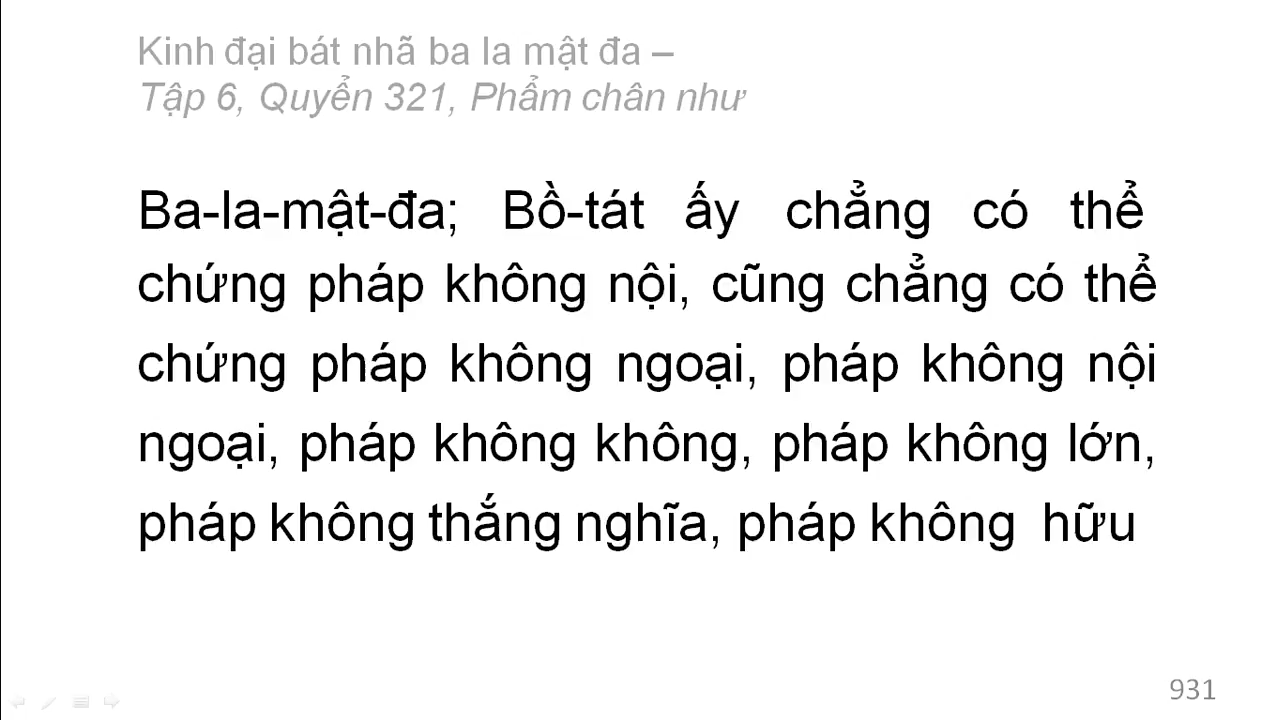 Kinh đại bát nhã ba la mật đa –
Tập 6, Quyển 321, Phẩm chân như
Ba-la-mật-đa; Bồ-tát ấy chẳng có thể
chứng pháp không nội, cũng chẳng có thể
chứng pháp không ngoại, pháp không nội
ngoại, pháp không không, pháp không lớn,
pháp không thắng nghĩa, pháp không hữu
931